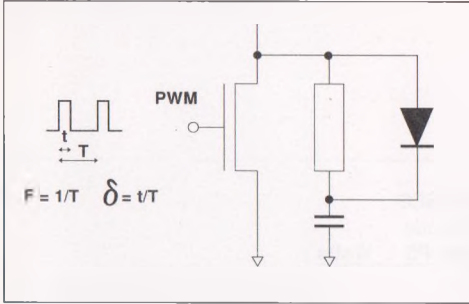 PWM
t
T
F = 1/T δ = t/T